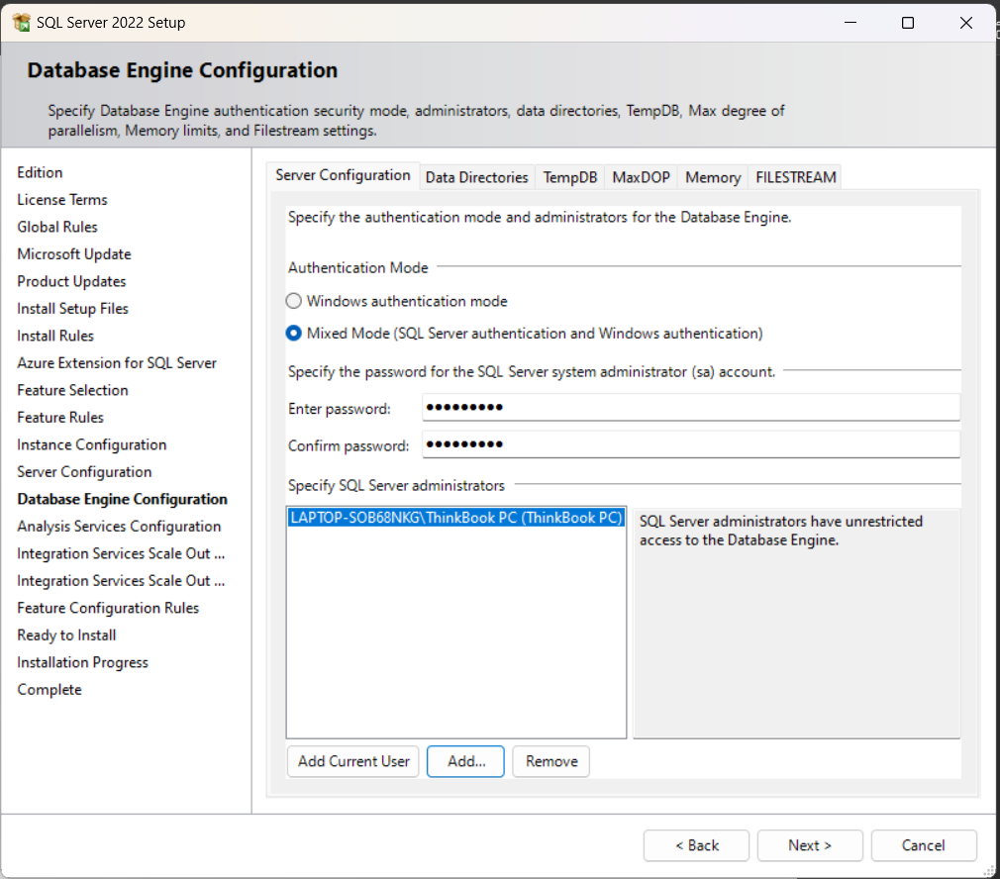 SQL Server 2022 Setup
Database Engine Configuration
Specify Database Engine authentication security mode, administrators, data directories, TempDB, Max degree of
parallelism, Memory limits, and Filestream settings.
Edition
License Terms
Global Rules
Microsoft Update
Product Updates
Install Setup Files
Install Rules
Azure Extension for SQL Server
Feature Selection
Feature Rules
Instance Configuration
Server Configuration
Database Engine Configuration
Analysis Services Configuration
Integration Services Scale Out ...
Integration Services Scale Out ...
Feature Configuration Rules
Ready to Install
Installation Progress
Complete
Server Configuration Data Directories TempDB MaxDOP Memory FILESTREAM
Specify the authentication mode and administrators for the Database Engine.
Authentication Mode
Windows authentication mode
Mixed Mode (SQL Server authentication and Windows authentication)
Specify the password for the SQL Server system administrator (sa) account.
Enter password: ●●●●●●●●●
Confirm password: ●●●●●●●●●
Specify SQL Server administrators
LAPTOP-SOB68NKG\ThinkBook PC (ThinkBook PC)
SQL Server administrators have unrestricted
access to the Database Engine.
Add Current User Add... Remove
< Back Next > Cancel